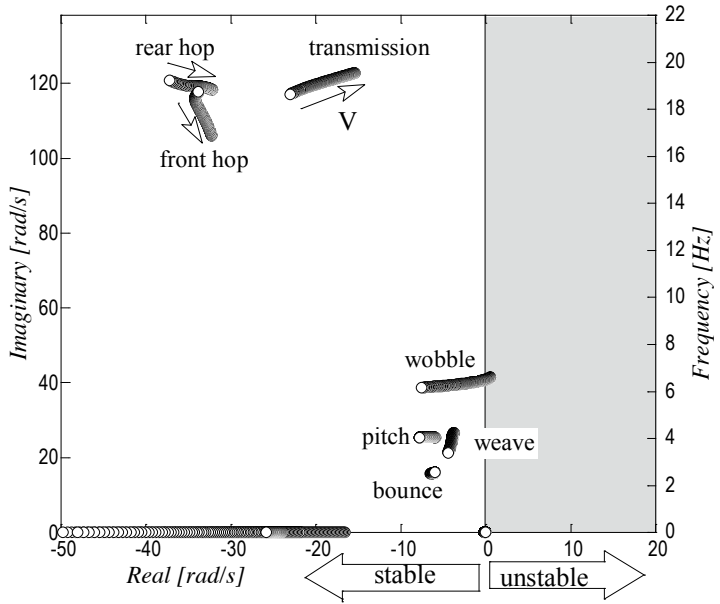 22
rear hop
transmission
120
20
V
18
front hop
100
16
14
80
12
Imaginary [rad/s]
Frequency [Hz]
10
60
8
wobble
40
6
pitch
weave
4
20
bounce
2
0
0
-50
-40
-30
-20
-10
0
10
20
Real [rad/s]
stable
unstable